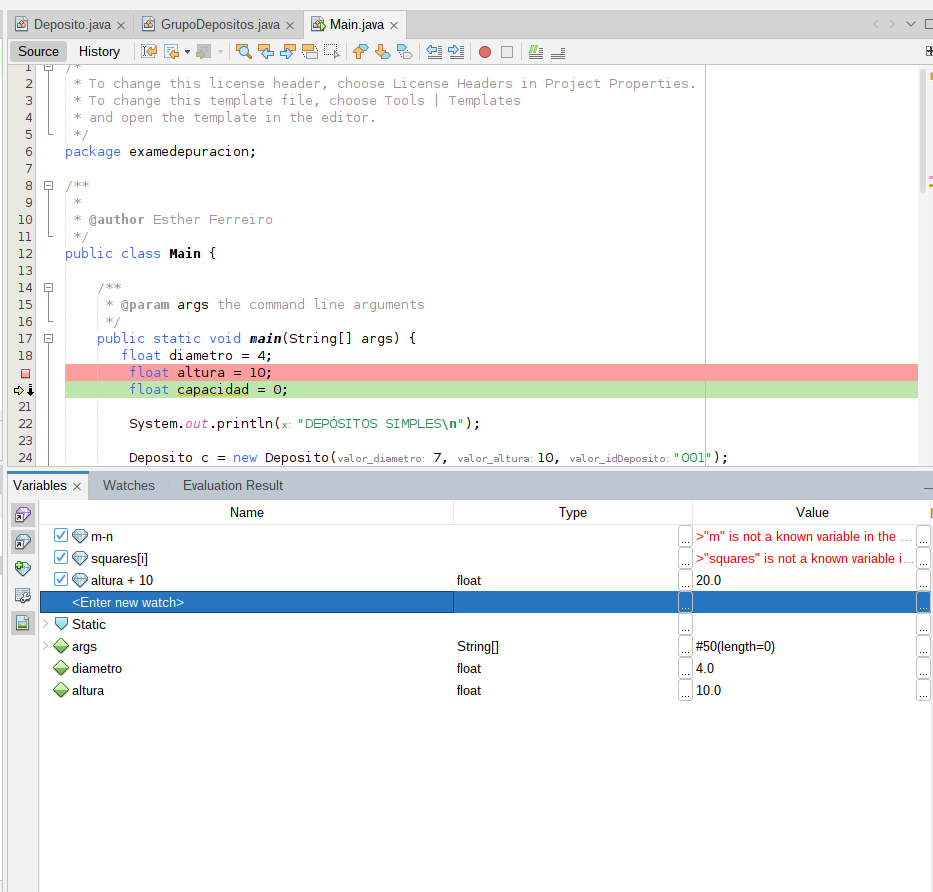 Deposito.java GrupoDepositos.java Main.java
Source History
1 /*
2 * To change this license header, choose License Headers in Project Properties.
3 * To change this template file, choose Tools | Templates
4 * and open the template in the editor.
5 */
6 package examedepuracion;
7
8 /**
9 *
10 * @author Esther Ferreiro
11 */
12 public class Main {
13
14 /**
15 * @param args the command line arguments
16 */
17 public static void main(String[] args) {
18 float diametro = 4;
float altura = 10;
float capacidad = 0;
21
22 System.out.println(x: "DEPÓSITOS SIMPLES\n");
23
24 Deposito c = new Deposito(valor_diametro: 7, valor_altura: 10, valor_idDeposito: "001");
Variables Watches Evaluation Result
Name Type Value
m-n ... >"m" is not a known variable in the ... ...
squares[i] ... >"squares" is not a known variable i... ...
altura + 10 float ... 20.0 ...
<Enter new watch> ... ...
Static ... ...
args String[] ... #50(length=0) ...
diametro float ... 4.0 ...
altura float ... 10.0 ...